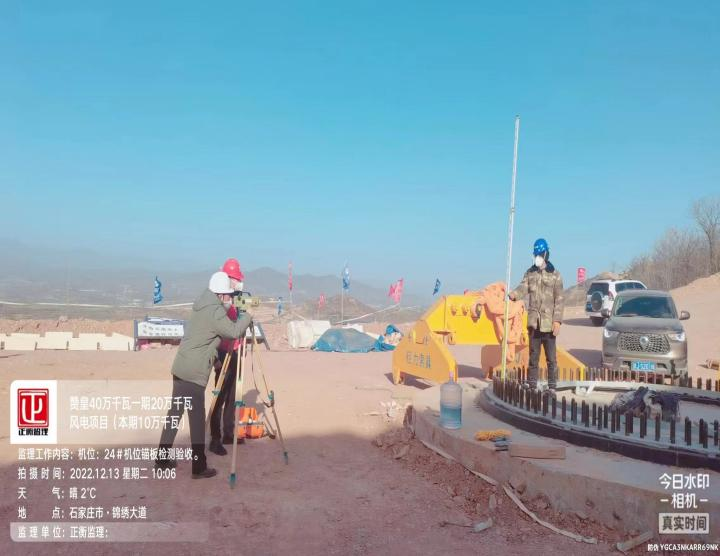 巨力索具
正衡监理
赞皇40万千瓦一期20万千瓦
风电项目(本期10万千瓦)
监理工作内容:机位:24#机位锚板检测验收。
拍摄时间:2022.12.13 星期二 10:06
天 气:晴 2°C
地 点:石家庄市·锦绣大道
监理单位:正衡监理:
今日水印
-相机-
真实时间
防伪 YGCA3NKARR69NK